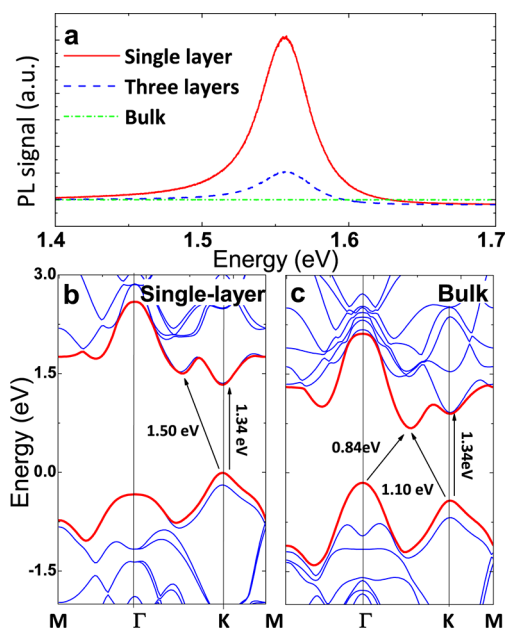 a
Single layer
Three layers
Bulk
PL signal (a.u.)
1.4 1.5 1.6 1.7
Energy (eV)
b Single-layer
c Bulk
3.0
1.5
0.0
-1.5
Energy (eV)
1.50 eV
1.34 eV
0.84eV
1.10 eV
1.34eV
M Γ K M Γ K M